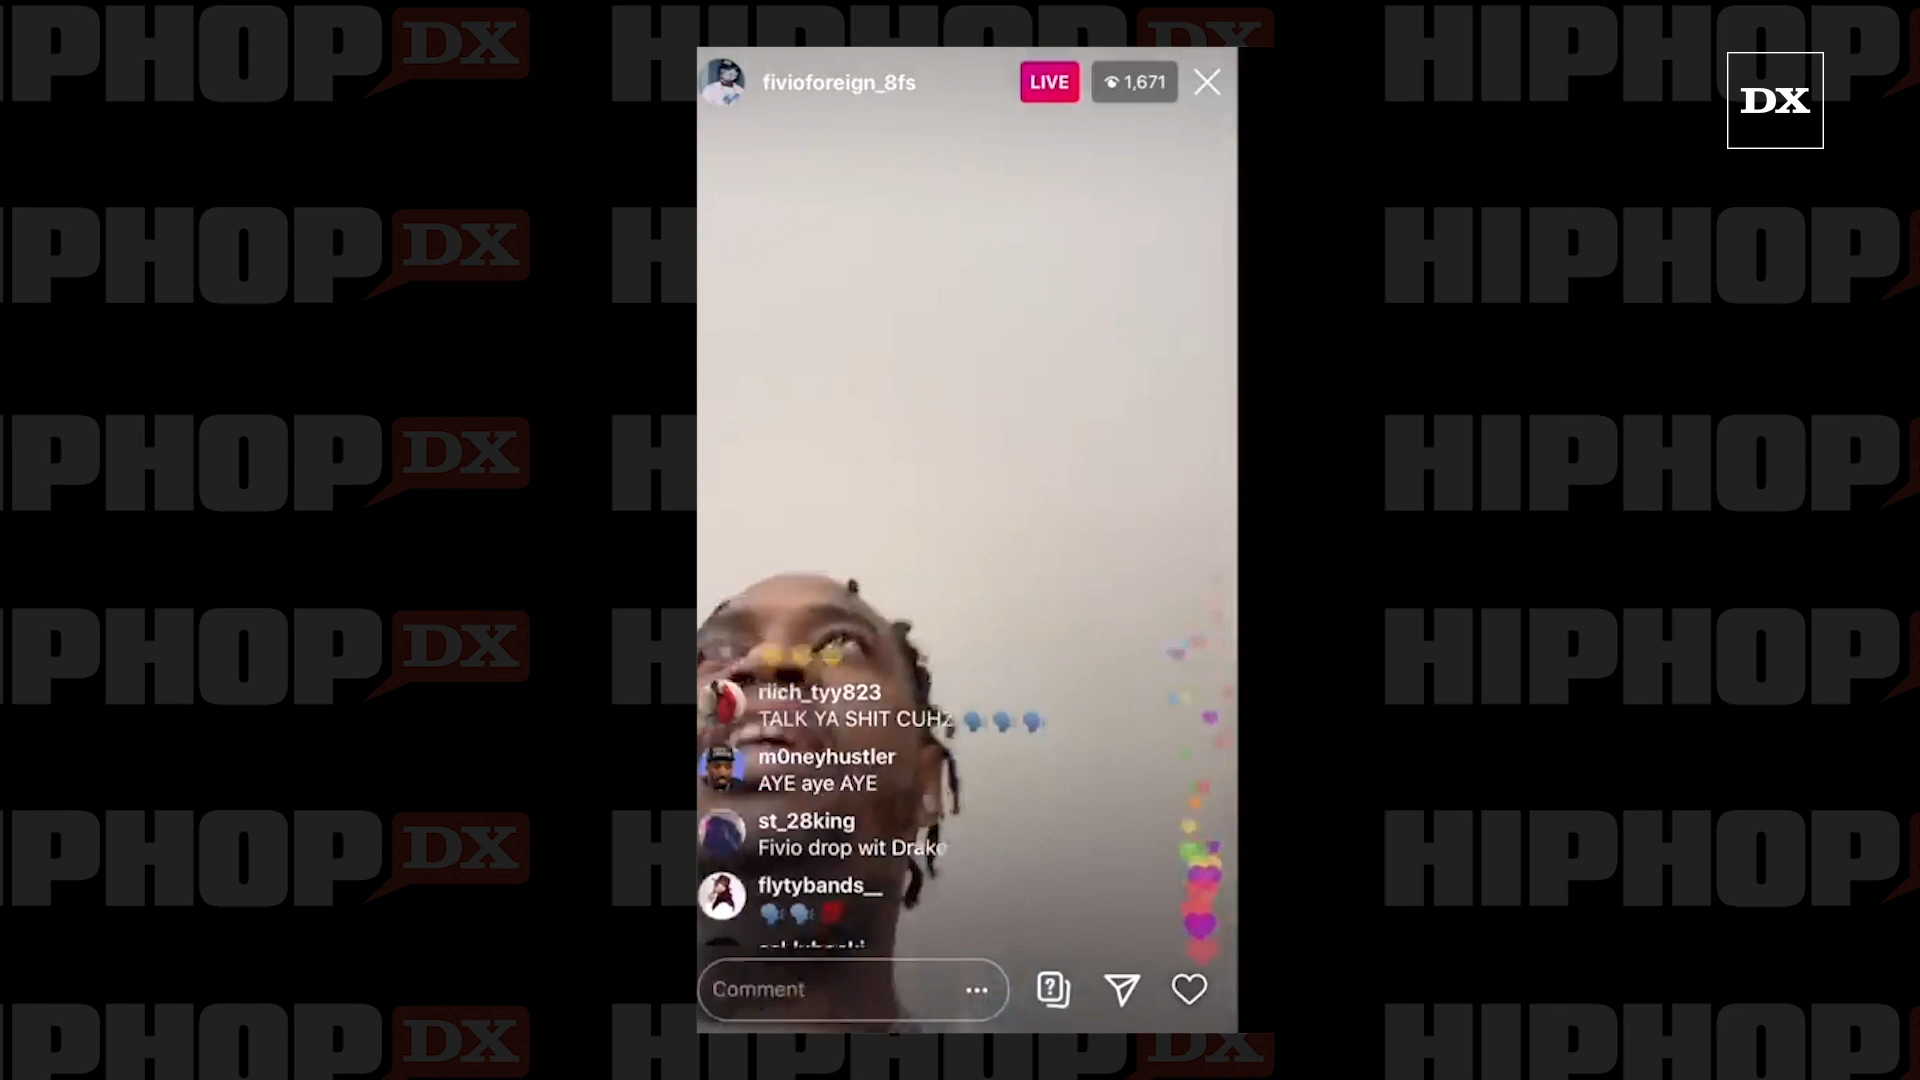 HIPHOP DX
DX
fivioforeign_8fs
LIVE
1,671
riich_tyy823
TALK YA SHIT CUHZ
m0neyhustler
AYE aye AYE
st_28king
Fivio drop wit Drake
flytybands__
Comment